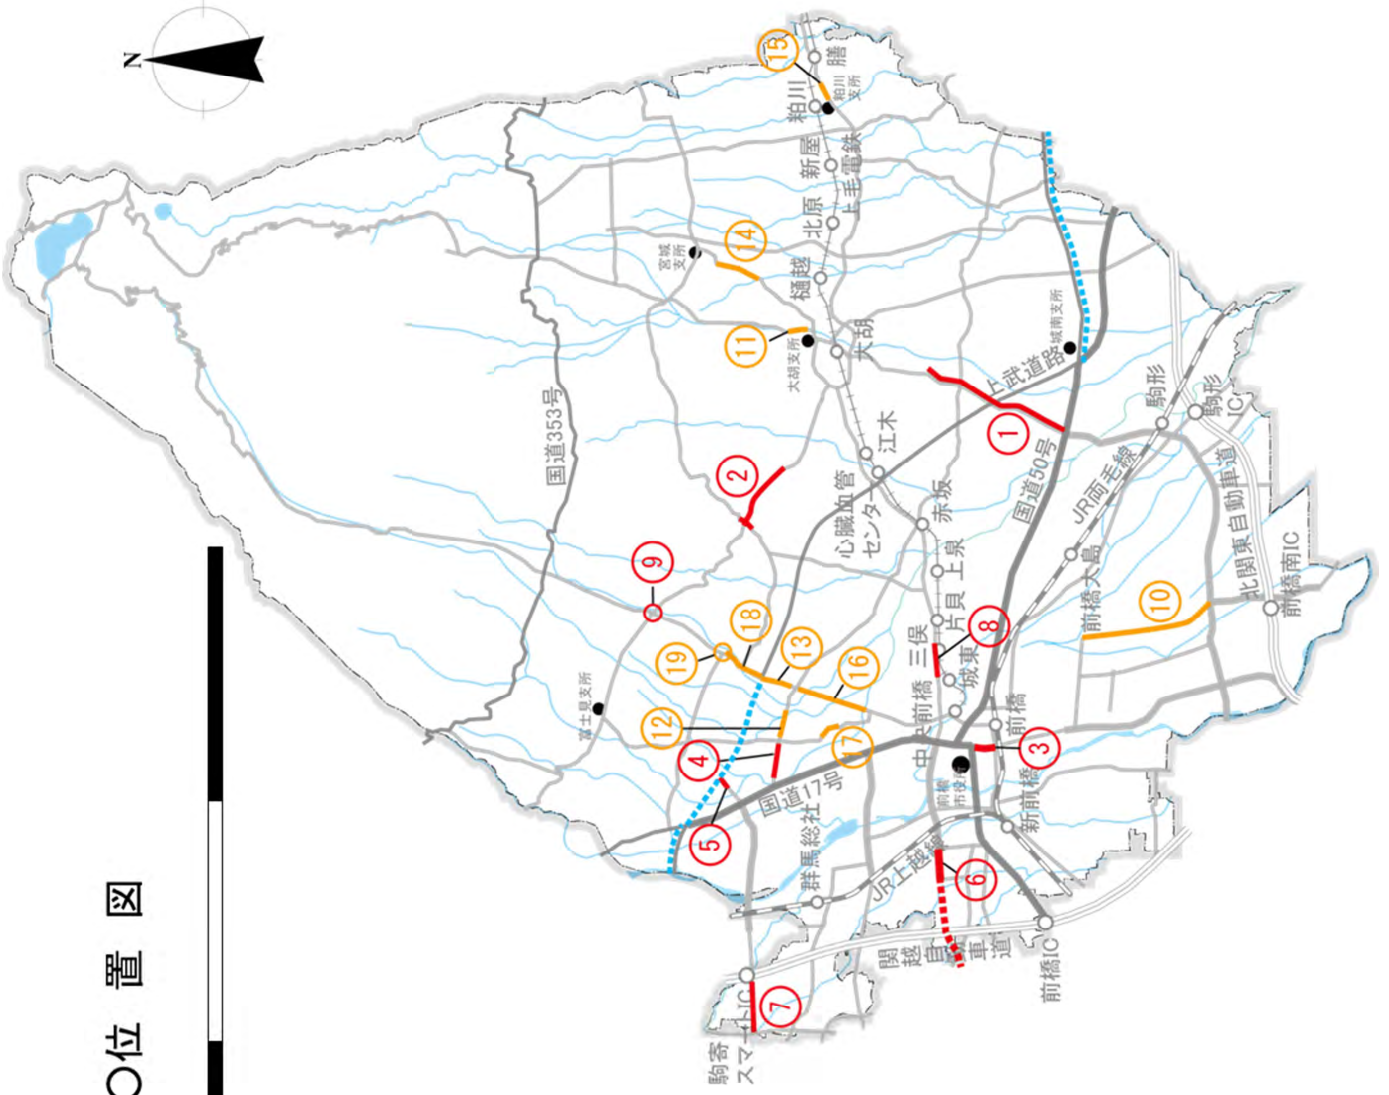 〇位置図
N
⑮
膳
粕川
粕川
支所
新屋
上毛電鉄
北原
宮城
支所
⑭
樋越
⑪
大胡支所
大胡
城南支所
上武道路
国道353号
①
駒形
駒形
IC
②
江木
心臓血管
センター
国道50号
JR両毛線
北関東自動車道
赤坂
⑨
上泉
前橋大島
前橋南IC
⑩
片貝
⑱
⑲
⑬
⑧
三俣
城東
⑯
富士見支所
⑫
⑰
中央前橋
前橋
③
④
国道17号
前橋
市役所
新前橋
⑤
群馬総社
JR上越線
⑥
関越自動車道
前橋IC
⑦
駒寄
スマートIC